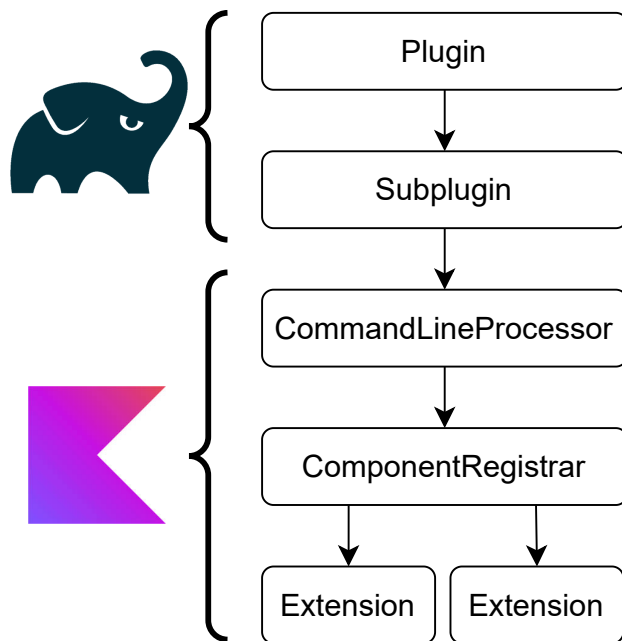 Plugin
Subplugin
CommandLineProcessor
ComponentRegistrar
Extension
Extension